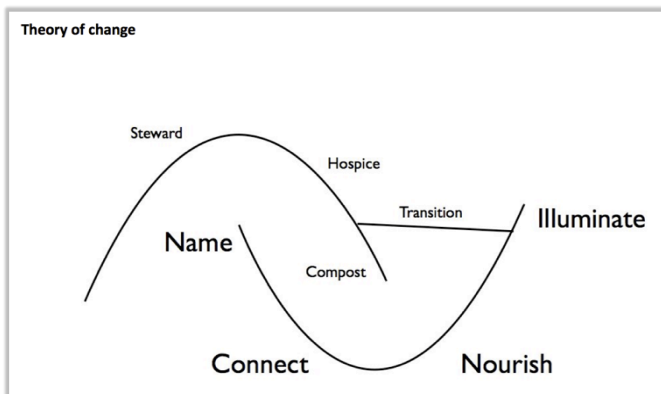 Theory of change
Steward
Hospice
Transition
Illuminate
Name
Compost
Connect
Nourish